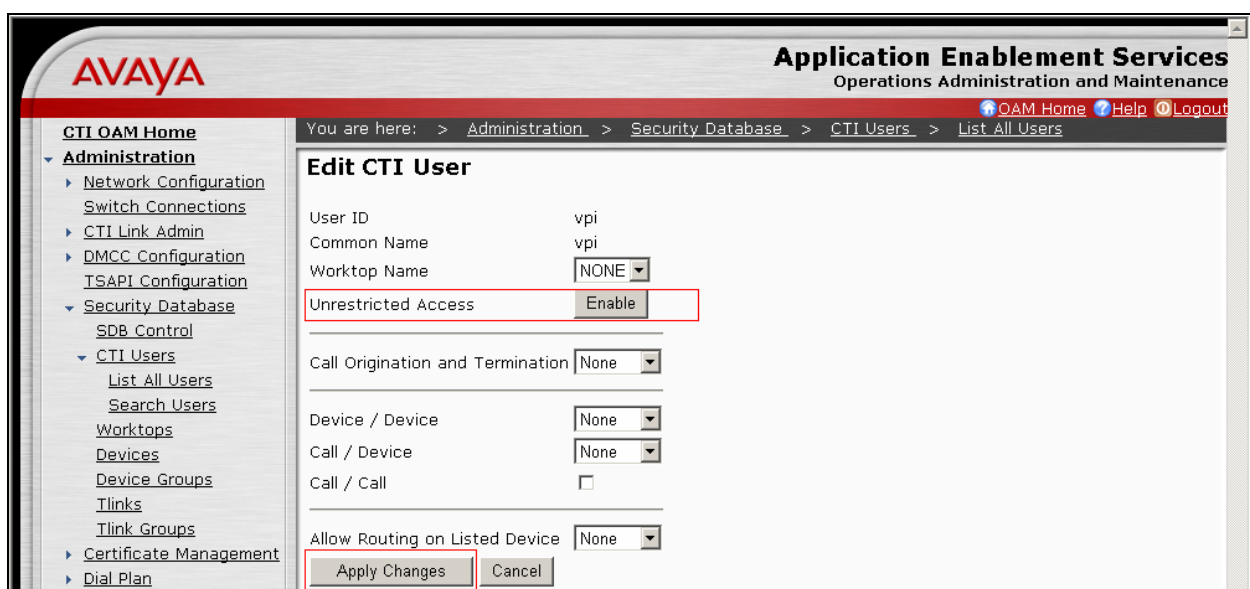 AVAYA
Application Enablement Services
Operations Administration and Maintenance
OAM Home Help Logout
You are here: > Administration > Security Database > CTI Users > List All Users
CTI OAM Home
Administration
Network Configuration
Switch Connections
CTI Link Admin
DMCC Configuration
TSAPI Configuration
Security Database
SDB Control
CTI Users
List All Users
Search Users
Worktops
Devices
Device Groups
Tlinks
Tlink Groups
Certificate Management
Dial Plan
Edit CTI User
User ID vpi
Common Name vpi
Worktop Name NONE
Unrestricted Access Enable
Call Origination and Termination None
Device / Device None
Call / Device None
Call / Call
Allow Routing on Listed Device None
Apply Changes Cancel